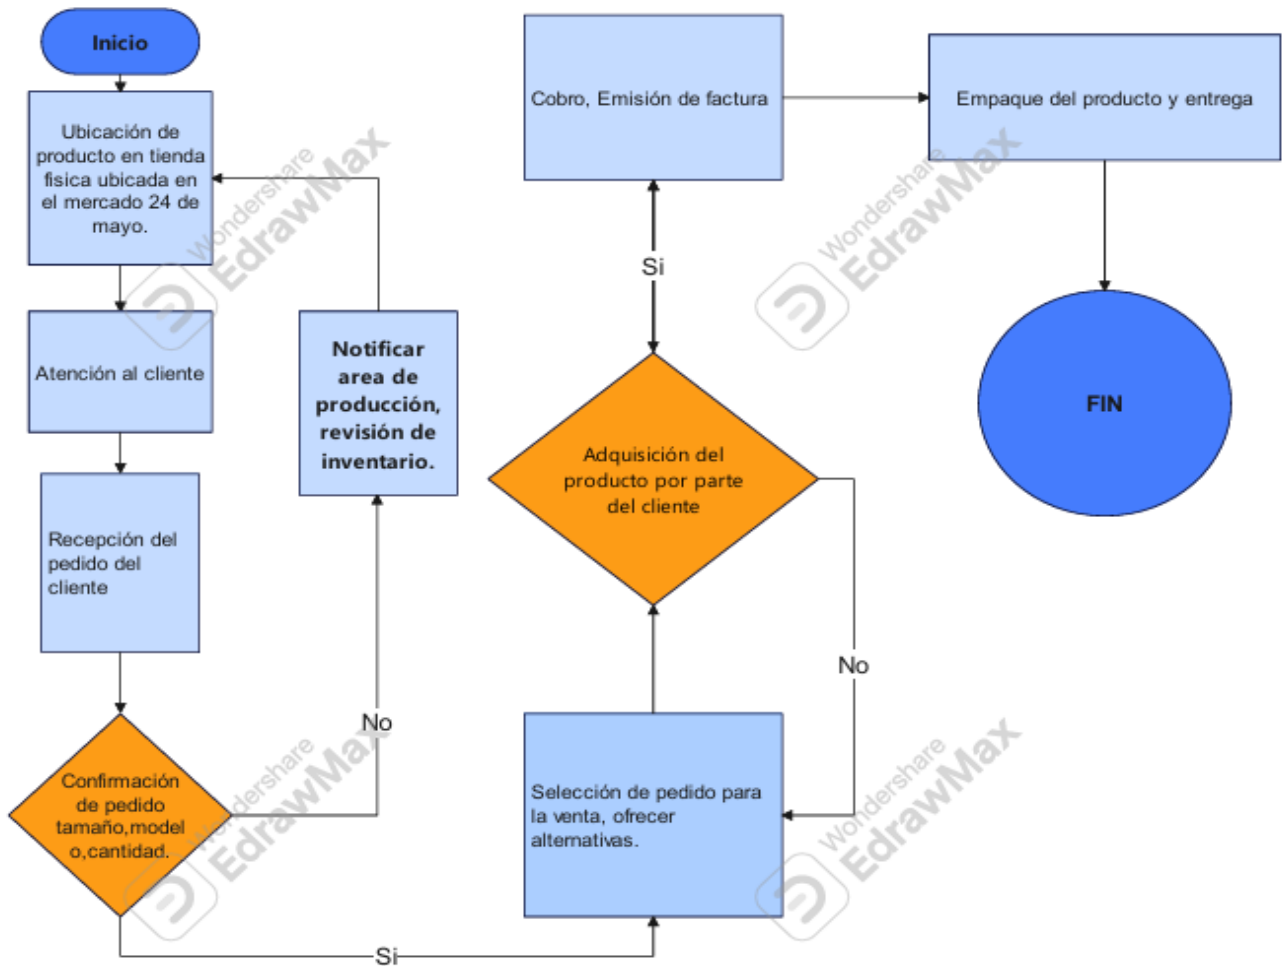 Inicio
Ubicación de
producto en tienda
fisica ubicada en
el mercado 24 de
mayo.
Atención al cliente
Recepción del
pedido del
cliente
Confirmación
de pedido
tamaño,model
o,cantidad.
No
Notificar
area de
producción,
revisión de
inventario.
Si
Selección de pedido para
la venta, ofrecer
alternativas.
Adquisición del
producto por parte
del cliente
No
Si
Cobro, Emisión de factura
Empaque del producto y entrega
FIN
Wondershare
EdrawMax
Wondershare
EdrawMax
Wondershare
EdrawMax
Wondershare
EdrawMax